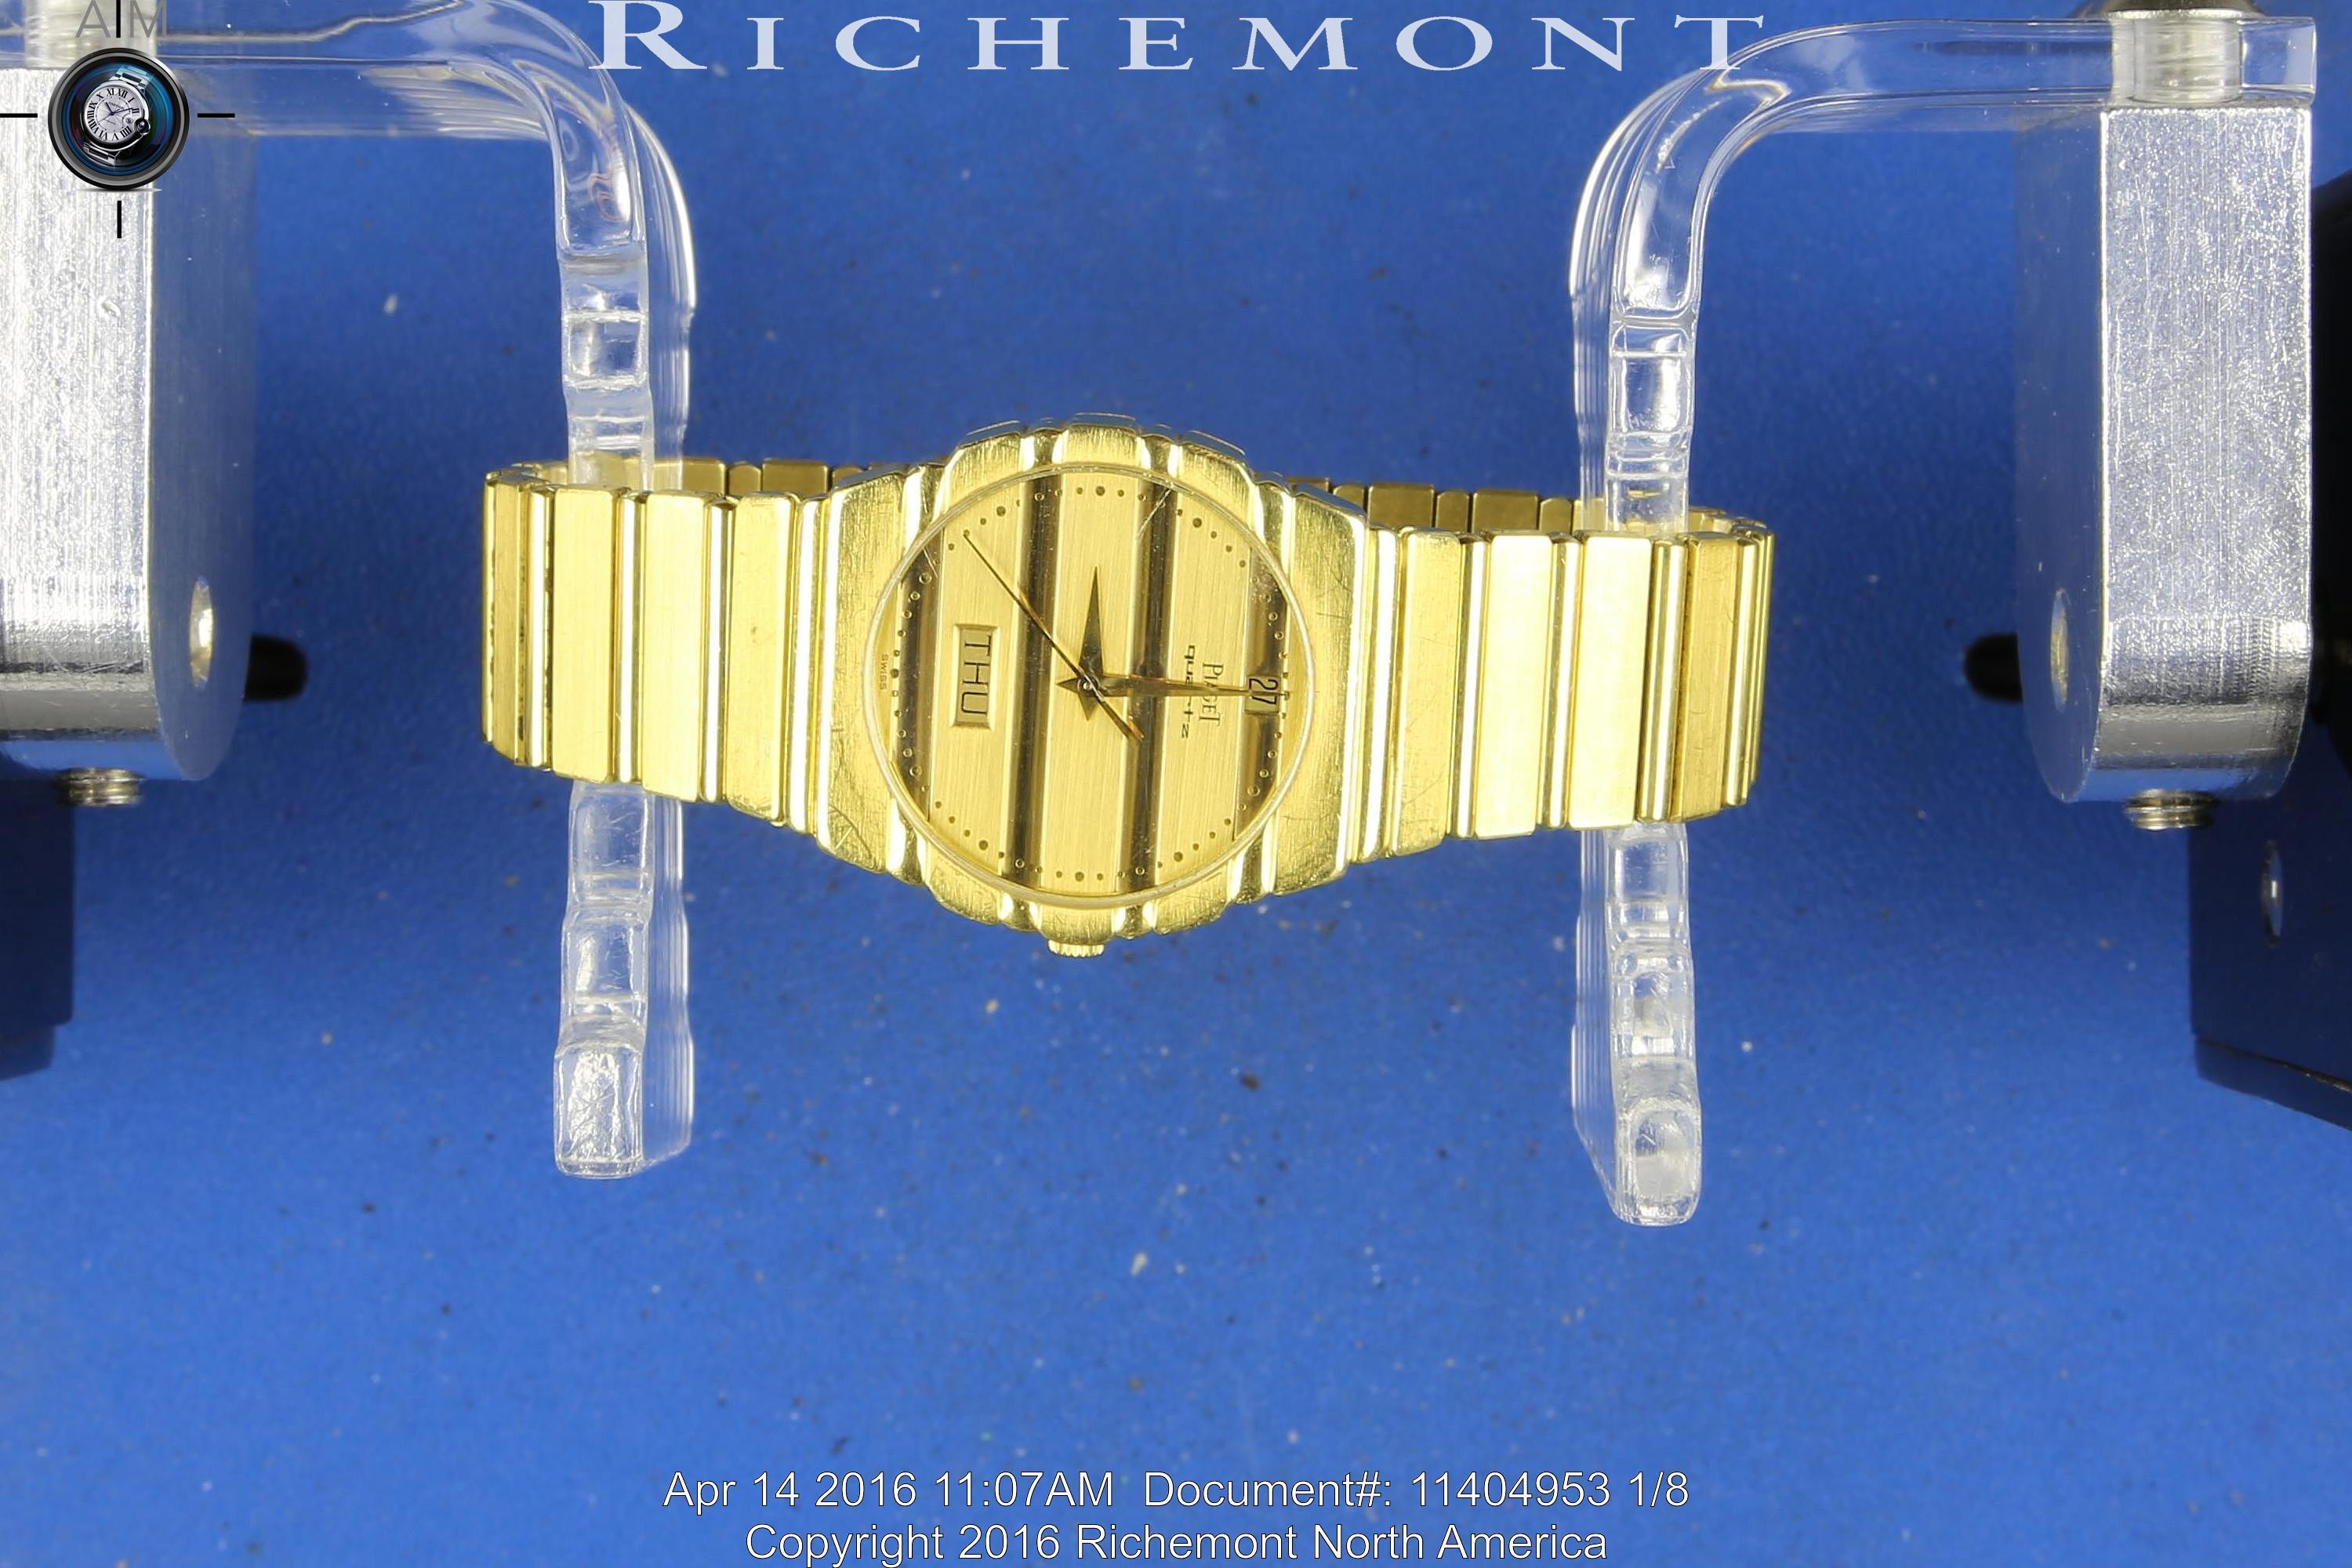 AIM
RICHEMONT
THU
PIAGET
quartz
27
SWISS
Apr 14 2016 11:07AM Document#: 11404953 1/8
Copyright 2016 Richemont North America